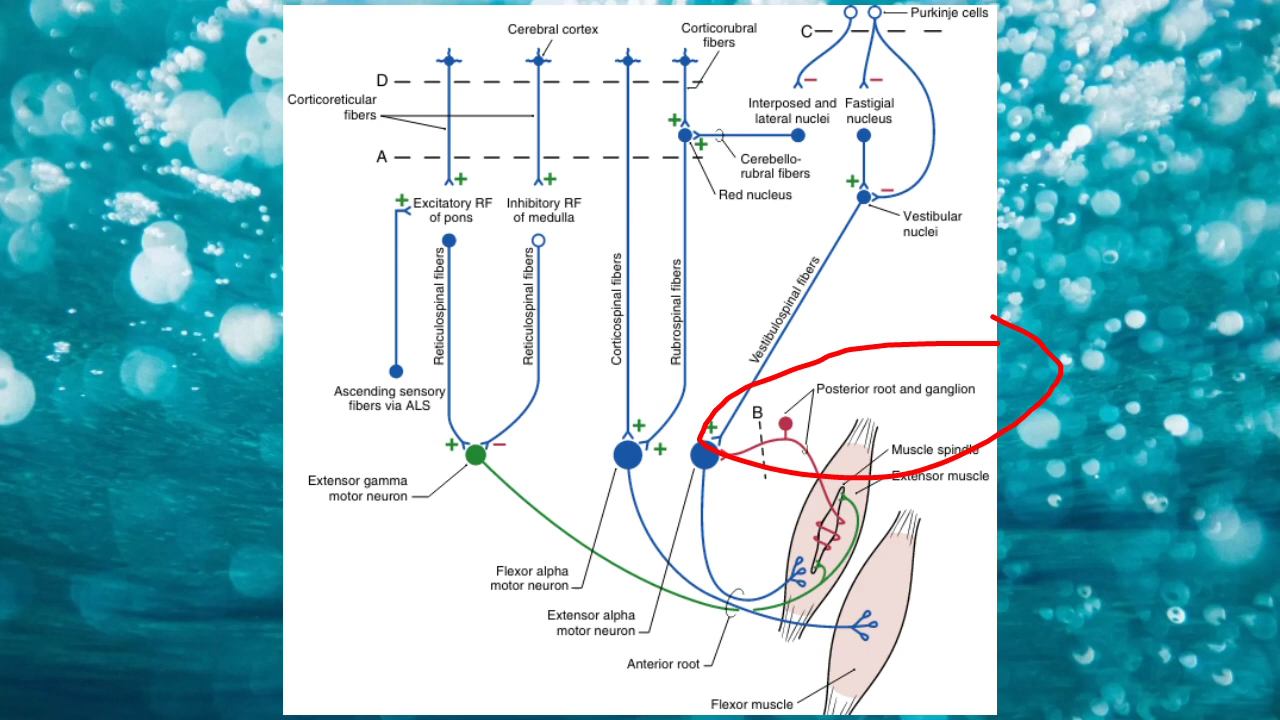 Purkinje cells
C
Cerebral cortex
Corticorubral
fibers
D
Corticoreticular
fibers
Interposed and
lateral nuclei
Fastigial
nucleus
A
Cerebello-
rubral fibers
Red nucleus
Excitatory RF
of pons
Inhibitory RF
of medulla
Vestibular
nuclei
Reticulospinal fibers
Reticulospinal fibers
Corticospinal fibers
Rubrospinal fibers
Vestibulospinal fibers
Ascending sensory
fibers via ALS
Posterior root and ganglion
B
Muscle spindle
Extensor muscle
Extensor gamma
motor neuron
Flexor alpha
motor neuron
Extensor alpha
motor neuron
Anterior root
Flexor muscle